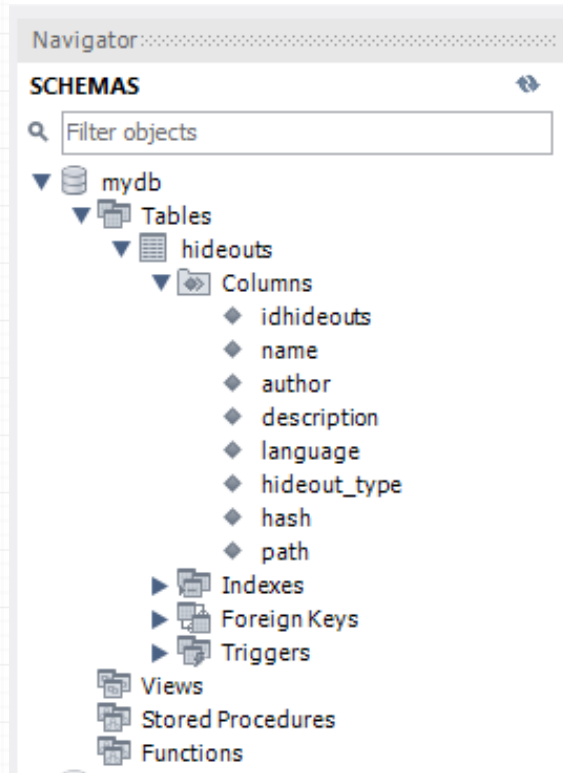 Navigator
SCHEMAS
Filter objects
mydb
Tables
hideouts
Columns
idhideouts
name
author
description
language
hideout_type
hash
path
Indexes
Foreign Keys
Triggers
Views
Stored Procedures
Functions